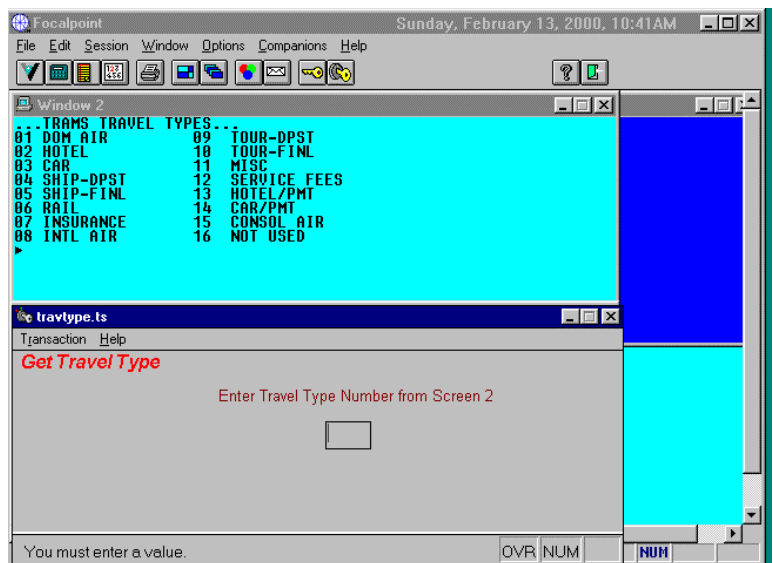 Focalpoint Sunday, February 13, 2000, 10:41AM
File Edit Session Window Options Companions Help
Window 2
...TRAMS TRAVEL TYPES...
01 DOM AIR 09 TOUR-DPST
02 HOTEL 10 TOUR-FINL
03 CAR 11 MISC
04 SHIP-DPST 12 SERVICE FEES
05 SHIP-FINL 13 HOTEL/PMT
06 RAIL 14 CAR/PMT
07 INSURANCE 15 CONSOL AIR
08 INTL AIR 16 NOT USED
travtype.ts
Transaction Help
Get Travel Type
Enter Travel Type Number from Screen 2
You must enter a value. OVR NUM NUM